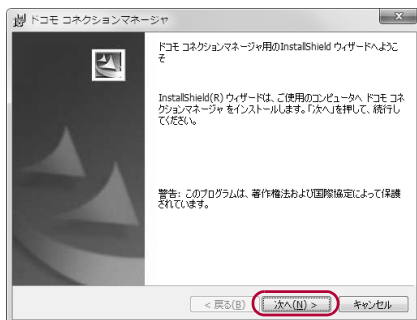 ドコモ コネクションマネージャ
ドコモ コネクションマネージャ用のInstallShield ウィザードへようこ
そ
InstallShield(R) ウィザードは、ご使用のコンピュータへ ドコモ コネ
クションマネージャ をインストールします。「次へ」を押して、続行し
てください。
警告: このプログラムは、著作権法および国際協定によって保護
されています。
< 戻る(B)
次へ(N) >
キャンセル